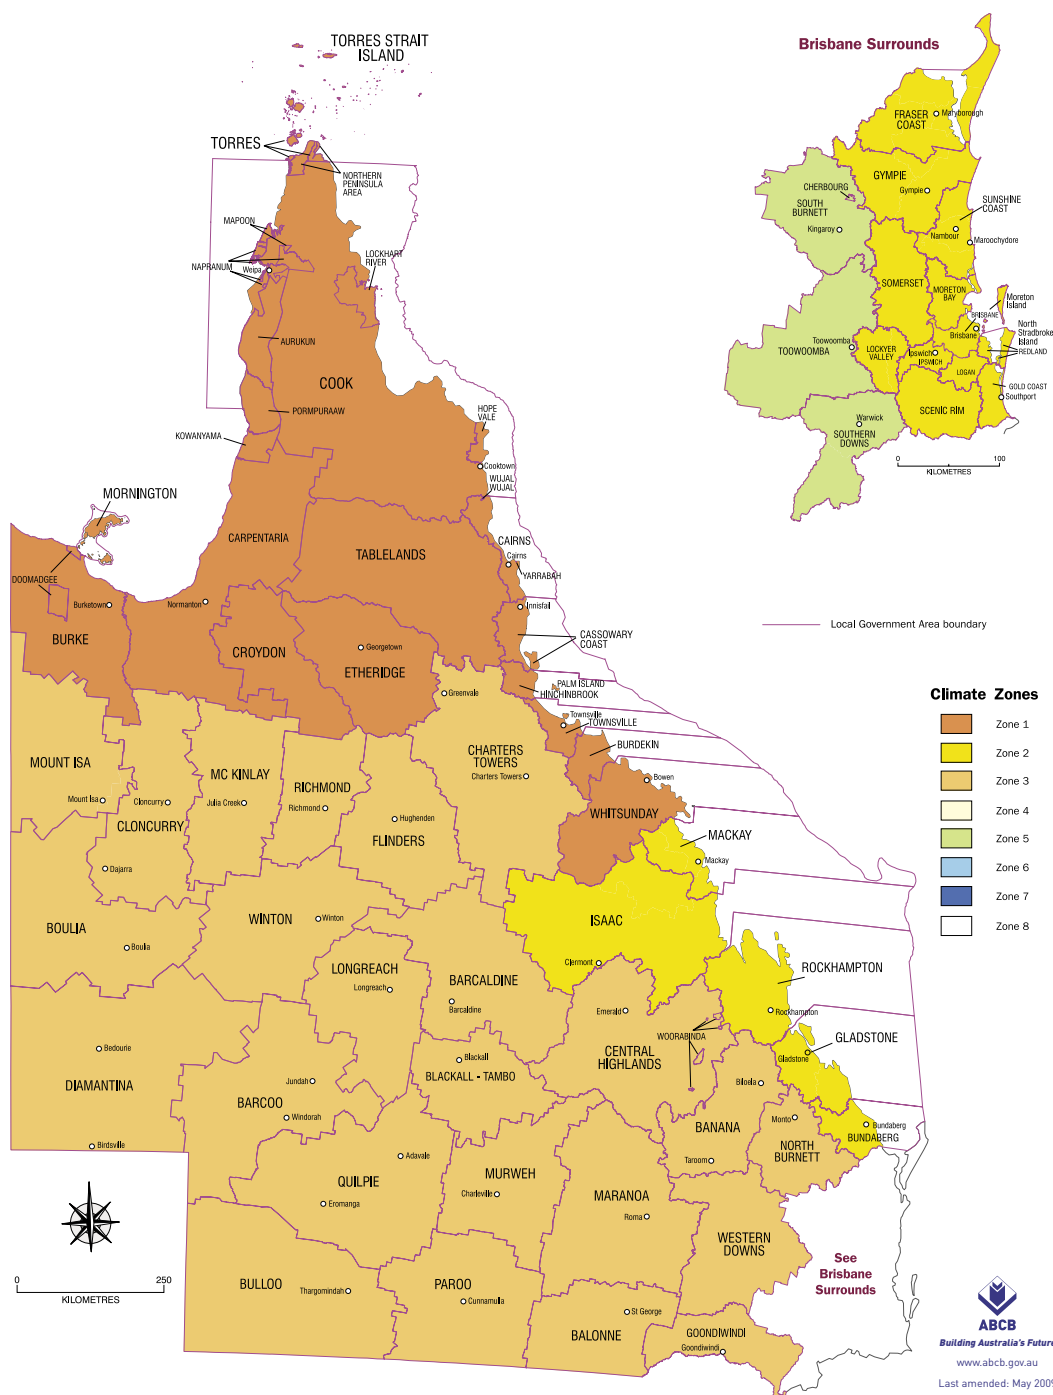 TORRES STRAIT
ISLAND
TORRES
NORTHERN
PENINSULA
AREA
MAPOON
NAPRANUM
Weipa
LOCKHART
RIVER
AURUKUN
COOK
PORMPURAAW
KOWANYAMA
HOPE
VALE
Cooktown
WUJAL
WUJAL
MORNINGTON
CARPENTARIA
TABLELANDS
CAIRNS
Cairns
YARRABAH
DOOMADGEE
Burketown
Normanton
Innisfail
BURKE
CROYDON
Georgetown
ETHERIDGE
CASSOWARY
COAST
Greenvale
PALM ISLAND
HINCHINBROOK
Townsville
TOWNSVILLE
BURDEKIN
MOUNT ISA
Mount Isa
Cloncurry
CLONCURRY
MC KINLAY
Julia Creek
RICHMOND
Richmond
CHARTERS
TOWERS
Charters Towers
Bowen
WHITSUNDAY
Hughenden
FLINDERS
MACKAY
Mackay
Dajarra
BOULIA
Boulia
WINTON
Winton
ISAAC
Clermont
LONGREACH
Longreach
BARCALDINE
Barcaldine
ROCKHAMPTON
Rockhampton
Emerald
WOORABINDA
CENTRAL
HIGHLANDS
GLADSTONE
Gladstone
Bedourie
DIAMANTINA
Birdsville
Jundah
BARCOO
Windorah
Blackall
BLACKALL - TAMBO
Biloela
BANANA
Taroom
Monto
NORTH
BURNETT
Bundaberg
BUNDABERG
Adavale
QUILPIE
Eromanga
MURWEH
Charleville
MARANOA
Roma
WESTERN
DOWNS
See
Brisbane
Surrounds
BULLOO
Thargomindah
PAROO
Cunnamulla
St George
BALONNE
GOONDIWINDI
Goondiwindi
0
250
KILOMETRES
Brisbane Surrounds
FRASER
COAST
Maryborough
GYMPIE
Gympie
CHERBOURG
SOUTH
BURNETT
Kingaroy
SUNSHINE
COAST
Nambour
Maroochydore
SOMERSET
MORETON
BAY
Moreton
Island
BRISBANE
Brisbane
North
Stradbroke
Island
REDLAND
Toowoomba
TOOWOOMBA
LOCKYER
VALLEY
Ipswich
IPSWICH
LOGAN
GOLD COAST
Southport
SCENIC RIM
Warwick
SOUTHERN
DOWNS
0
100
KILOMETRES
Local Government Area boundary
Climate Zones
Zone 1
Zone 2
Zone 3
Zone 4
Zone 5
Zone 6
Zone 7
Zone 8
ABCB
Building Australia's Future
www.abcb.gov.au
Last amended: May 2009